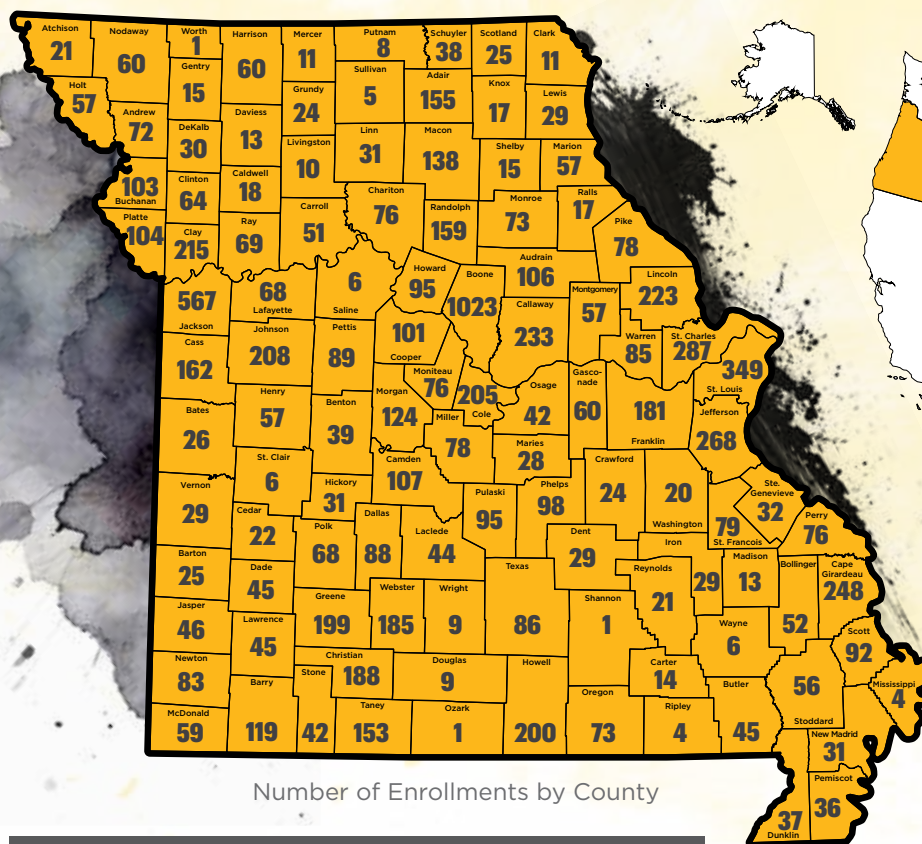 Atchison
21
Nodaway
60
Worth
1
Harrison
60
Mercer
11
Putnam
8
Schuyler
38
Scotland
25
Clark
11
Holt
57
Gentry
15
Sullivan
5
Adair
155
Knox
17
Lewis
29
Andrew
72
DeKalb
30
Daviess
13
Grundy
24
Livingston
10
Linn
31
Macon
138
Shelby
15
Marion
57
103
Buchanan
Clinton
64
Caldwell
18
Carroll
51
Chariton
76
Randolph
159
Monroe
73
Ralls
17
Pike
78
Platte
104
Clay
215
Ray
69
Audrain
106
567
Jackson
68
Lafayette
6
Saline
Howard
95
Boone
1023
Callaway
233
Montgomery
57
Lincoln
223
Cass
162
Johnson
208
Pettis
89
101
Cooper
Moniteau
76
205
Cole
Osage
42
Gasco-
nade
60
Warren
85
St. Charles
287
349
St. Louis
181
Franklin
Jefferson
268
Bates
26
Henry
57
Benton
39
Morgan
124
Miller
78
Maries
28
St. Clair
6
Hickory
31
Camden
107
Pulaski
95
Phelps
98
Crawford
24
20
Washington
79
St. Francois
Ste.
Genevieve
32
Perry
76
Vernon
29
Cedar
22
Polk
68
Dallas
88
Laclede
44
Dent
29
Iron
29
Reynolds
21
Madison
13
Bollinger
52
Cape
Girardeau
248
Barton
25
Dade
45
Greene
199
Webster
185
Wright
9
Texas
86
Shannon
1
Wayne
6
Scott
92
Jasper
46
Lawrence
45
Christian
188
Douglas
9
Howell
200
Carter
14
Butler
45
56
Stoddard
Mississippi
4
Newton
83
Barry
119
Stone
42
Taney
153
Ozark
1
Oregon
73
Ripley
4
New Madrid
31
McDonald
59
Pemiscot
36
37
Dunklin
Number of Enrollments by County